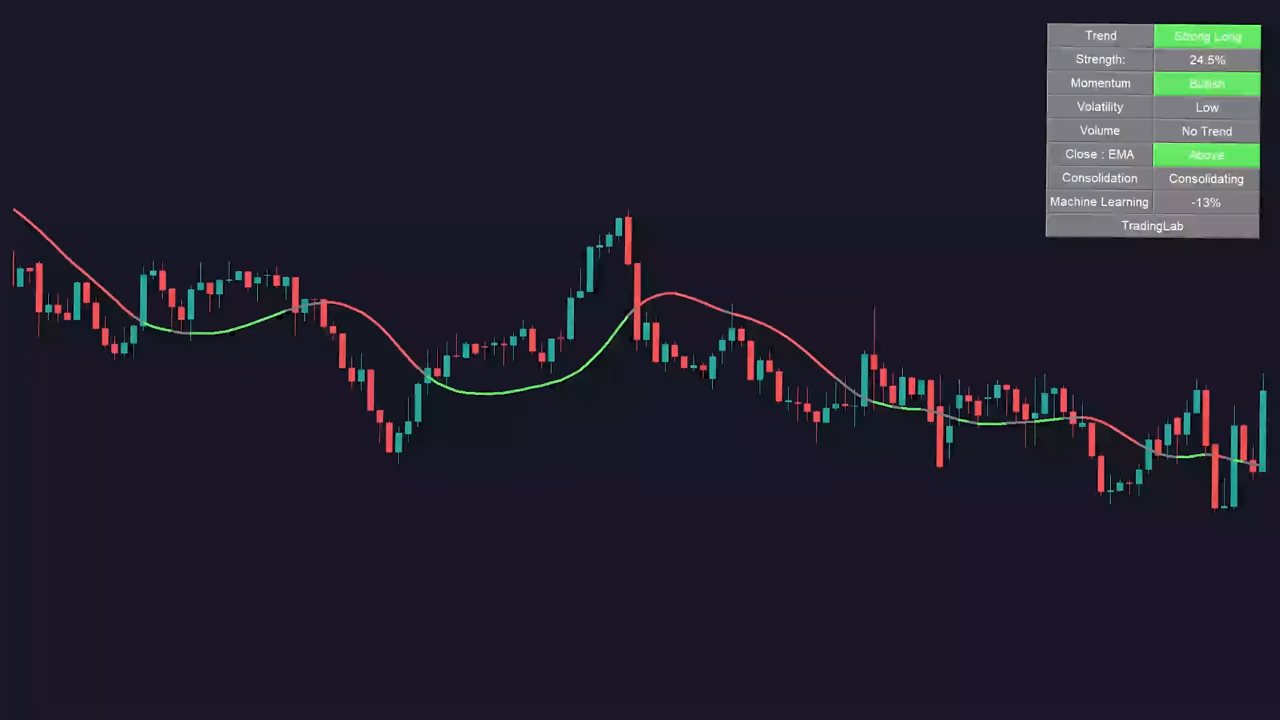 Trend Strong Long
Strength: 24.5%
Momentum Bullish
Volatility Low
Volume No Trend
Close : EMA Above
Consolidation Consolidating
Machine Learning -13%
TradingLab